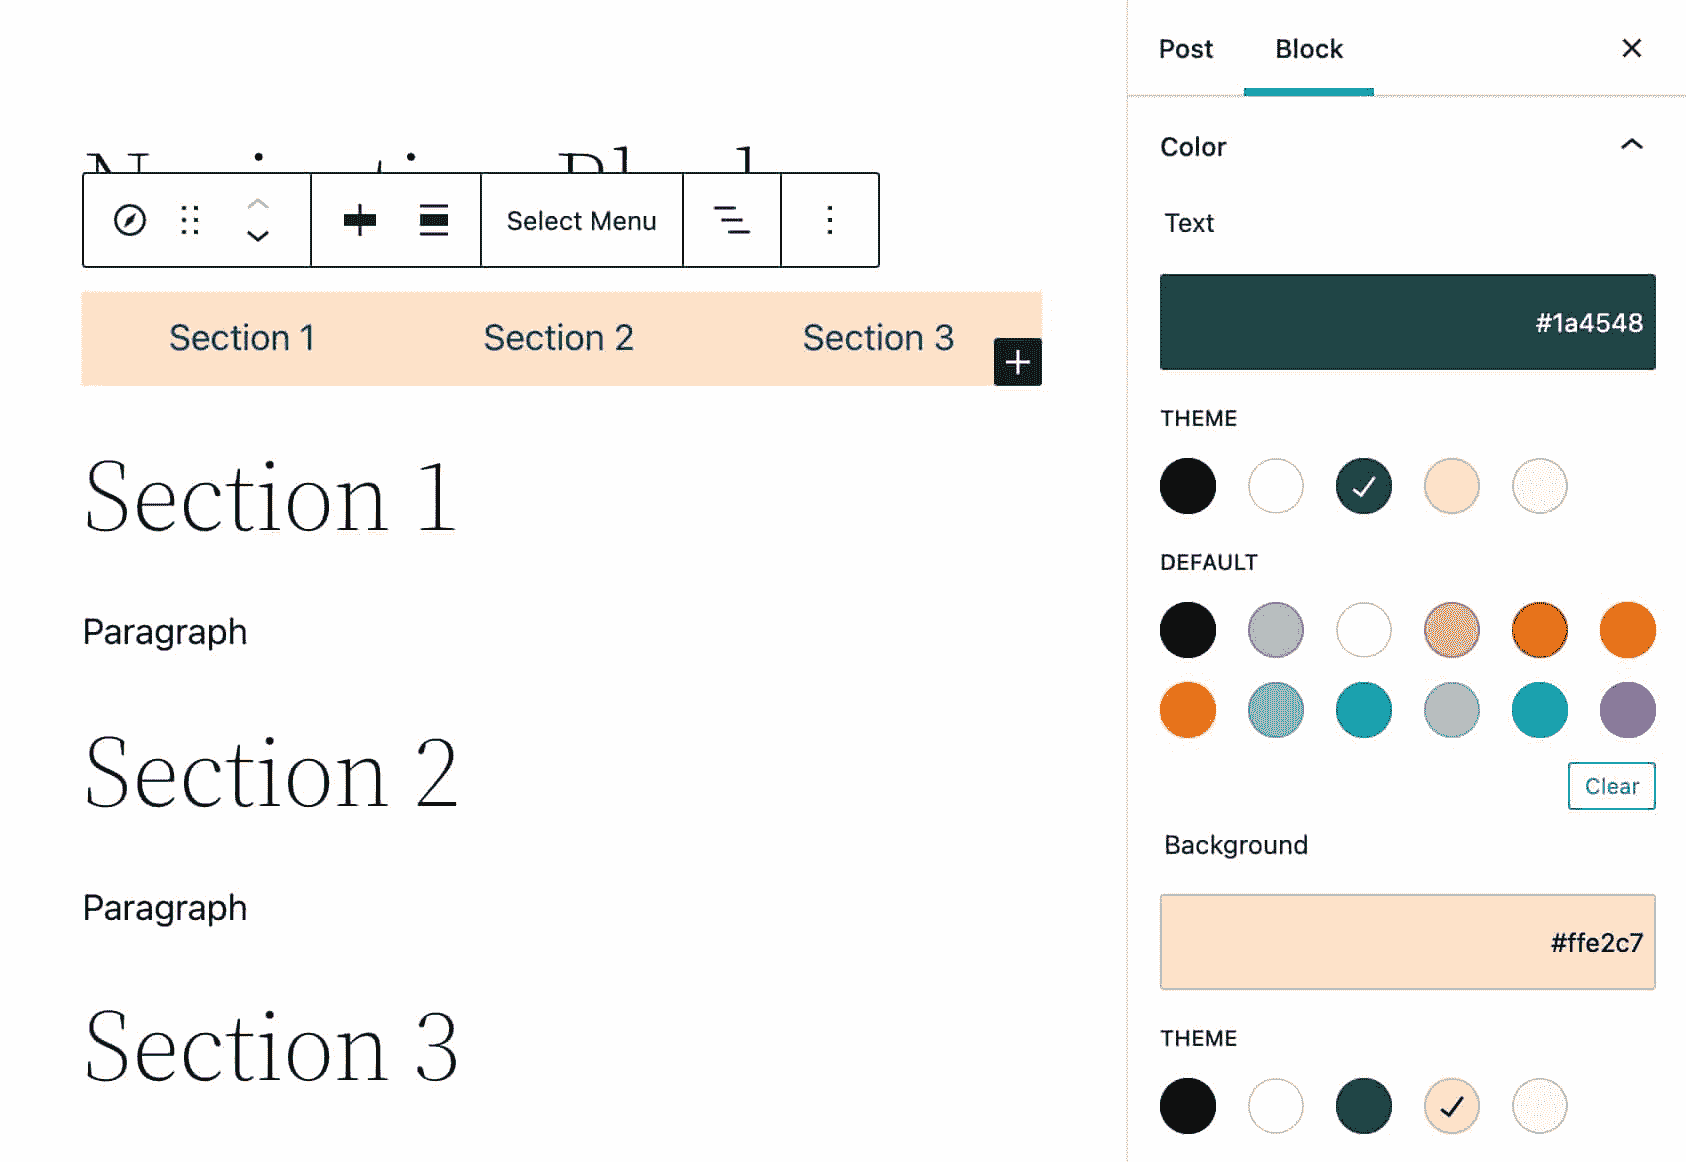 Select Menu
Section 1
Section 2
Section 3
Section 1
Paragraph
Section 2
Paragraph
Section 3
Post
Block
Color
Text
#1a4548
THEME
DEFAULT
Clear
Background
#ffe2c7
THEME